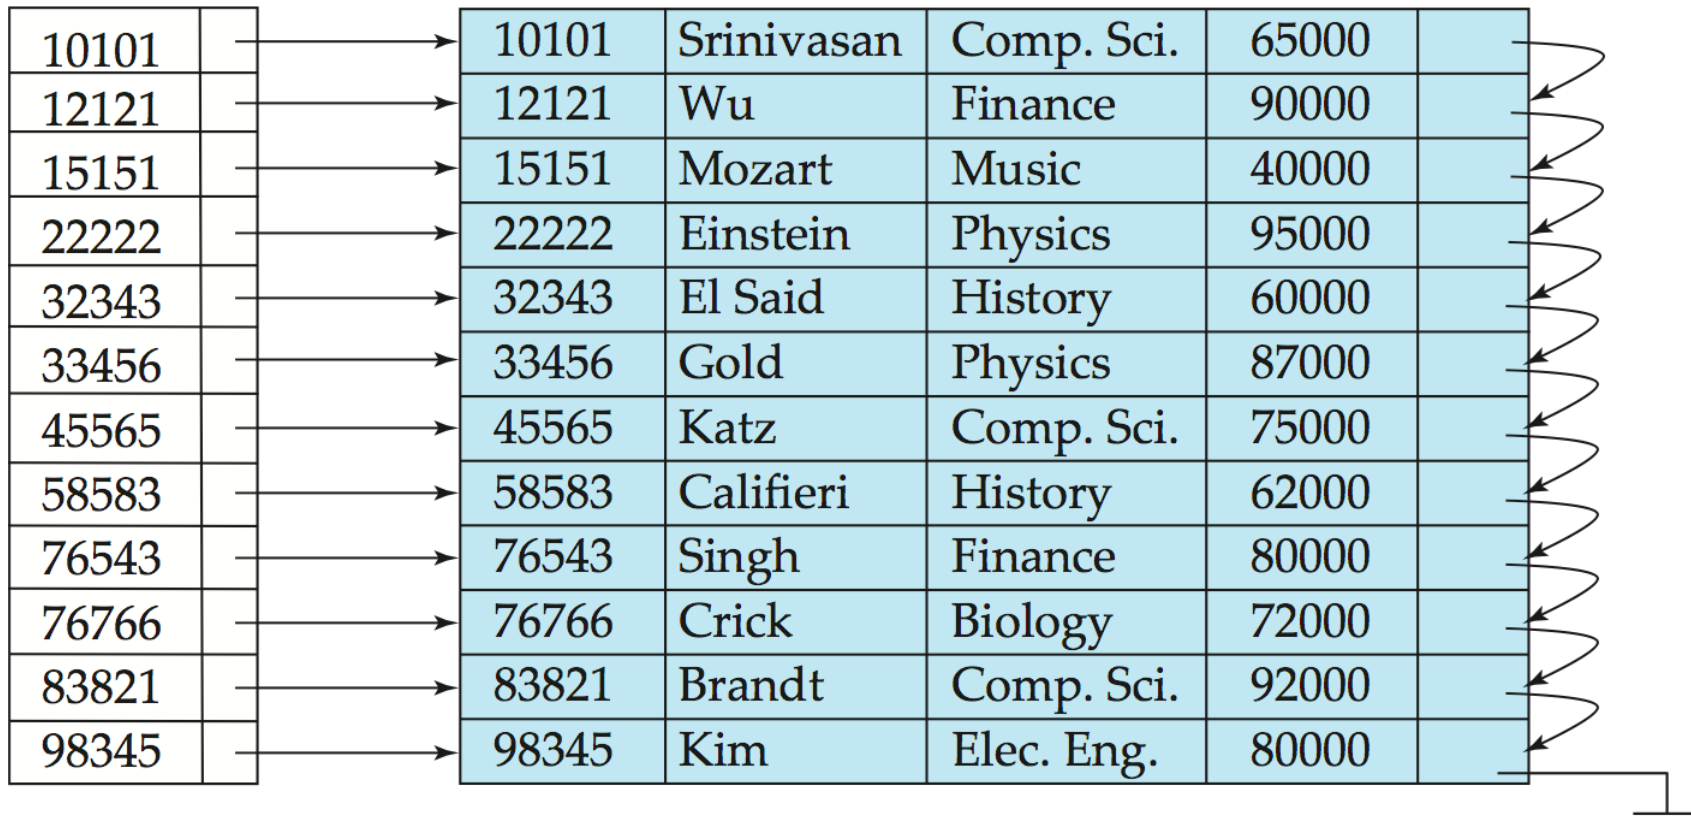 10101 10101 Srinivasan Comp. Sci. 65000
12121 12121 Wu Finance 90000
15151 15151 Mozart Music 40000
22222 22222 Einstein Physics 95000
32343 32343 El Said History 60000
33456 33456 Gold Physics 87000
45565 45565 Katz Comp. Sci. 75000
58583 58583 Califieri History 62000
76543 76543 Singh Finance 80000
76766 76766 Crick Biology 72000
83821 83821 Brandt Comp. Sci. 92000
98345 98345 Kim Elec. Eng. 80000